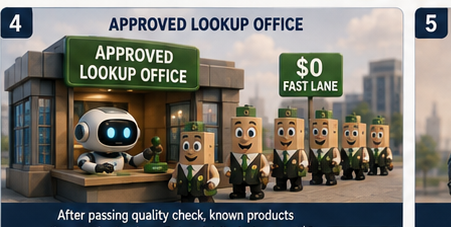 4
APPROVED LOOKUP OFFICE
APPROVED
LOOKUP OFFICE
$0
FAST LANE
After passing quality check, known products
5